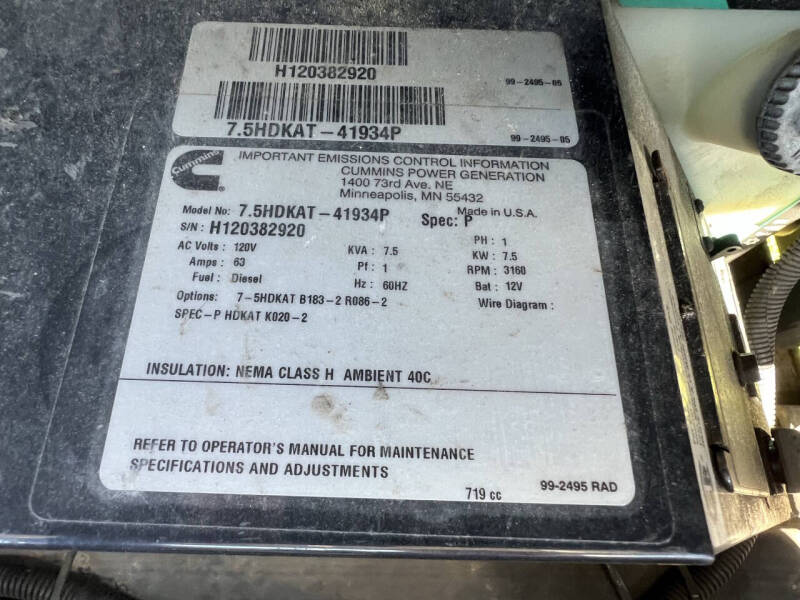 H120382920
99-2495-05
7.5HDKAT-41934P
99-2495-05
Cummins
IMPORTANT EMISSIONS CONTROL INFORMATION
CUMMINS POWER GENERATION
1400 73rd Ave. NE
Minneapolis, MN 55432
Made in U.S.A.
Model No: 7.5HDKAT-41934P Spec: P
S/N: H120382920
AC Volts : 120V KVA : 7.5 PH : 1
Amps : 63 Pf : 1 KW : 7.5
Fuel : Diesel Hz : 60HZ RPM : 3160
Bat : 12V
Options: 7-5HDKAT B183-2 R086-2 Wire Diagram :
SPEC-P HDKAT K020-2
INSULATION: NEMA CLASS H AMBIENT 40C
REFER TO OPERATOR'S MANUAL FOR MAINTENANCE
SPECIFICATIONS AND ADJUSTMENTS
719 cc
99-2495 RAD